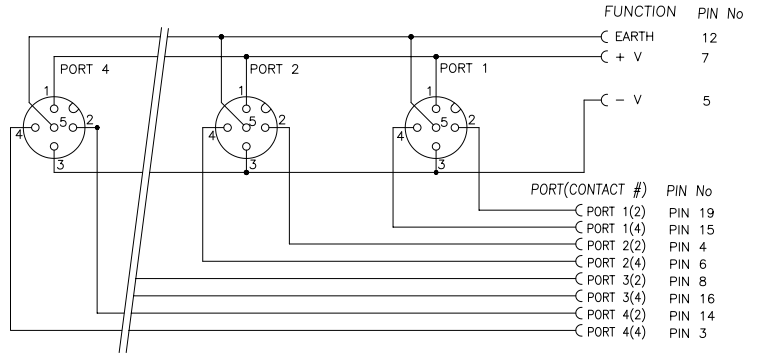 FUNCTION PIN No
EARTH 12
+ V 7
- V 5
PORT 4 PORT 2 PORT 1
1 1 1
4 5 2 4 5 2 4 5 2
3 3 3
PORT(CONTACT #) PIN No
PORT 1(2) PIN 19
PORT 1(4) PIN 15
PORT 2(2) PIN 4
PORT 2(4) PIN 6
PORT 3(2) PIN 8
PORT 3(4) PIN 16
PORT 4(2) PIN 14
PORT 4(4) PIN 3